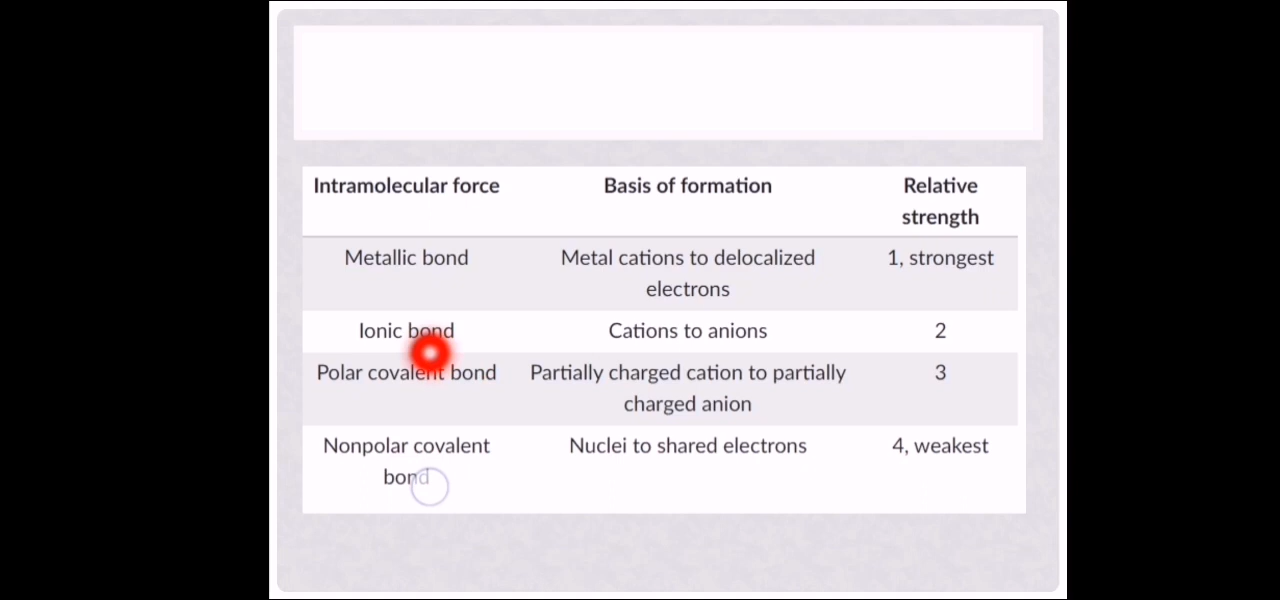 Intramolecular force Basis of formation Relative
strength
Metallic bond Metal cations to delocalized 1, strongest
electrons
Ionic bond Cations to anions 2
Polar covalent bond Partially charged cation to partially 3
charged anion
Nonpolar covalent Nuclei to shared electrons 4, weakest
bond